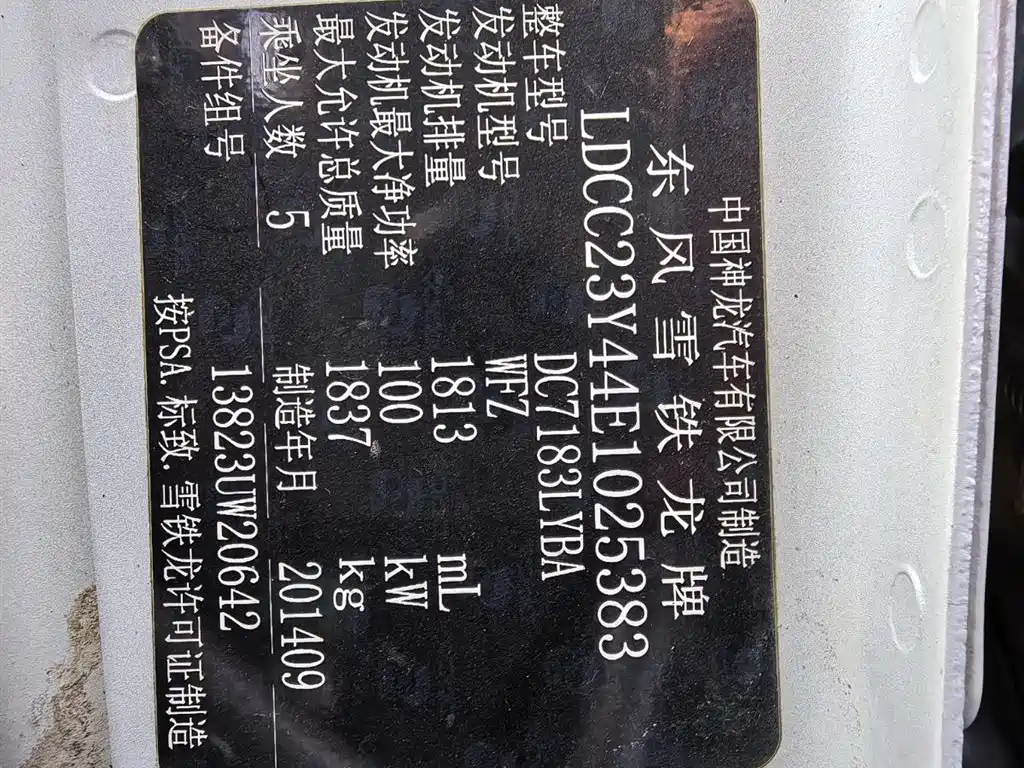 中国神龙汽车有限公司制造
东风雪铁龙牌
LDCC23Y44E1025383
整车型号 DC7183LYBA
发动机型号 WFZ
发动机排量 1813 mL
发动机最大净功率 100 kW
最大允许总质量 1837 kg
乘坐人数 5 制造年月 201409
备件组号 13823UW20642
按PSA.标致.雪铁龙许可证制造